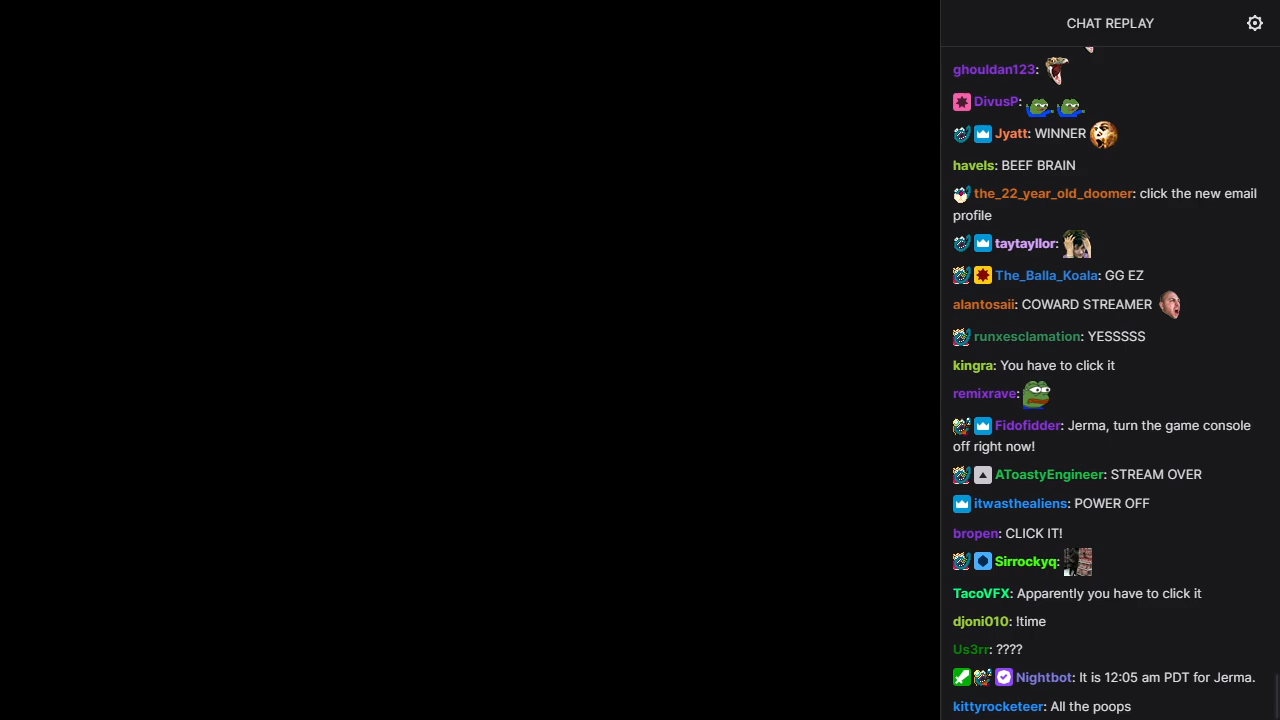 CHAT REPLAY
ghouldan123:
DivusP:
Jyatt: WINNER
havels: BEEF BRAIN
the_22_year_old_doomer: click the new email
profile
taytayllor:
The_Balla_Koala: GG EZ
alantosaii: COWARD STREAMER
runxesclamation: YESSSSS
kingra: You have to click it
remixrave:
Fidofidder: Jerma, turn the game console
off right now!
AToastyEngineer: STREAM OVER
itwasthealiens: POWER OFF
bropen: CLICK IT!
Sirrockyq:
TacoVFX: Apparently you have to click it
djoni010: !time
Us3rr: ????
Nightbot: It is 12:05 am PDT for Jerma.
kittyrocketeer: All the poops